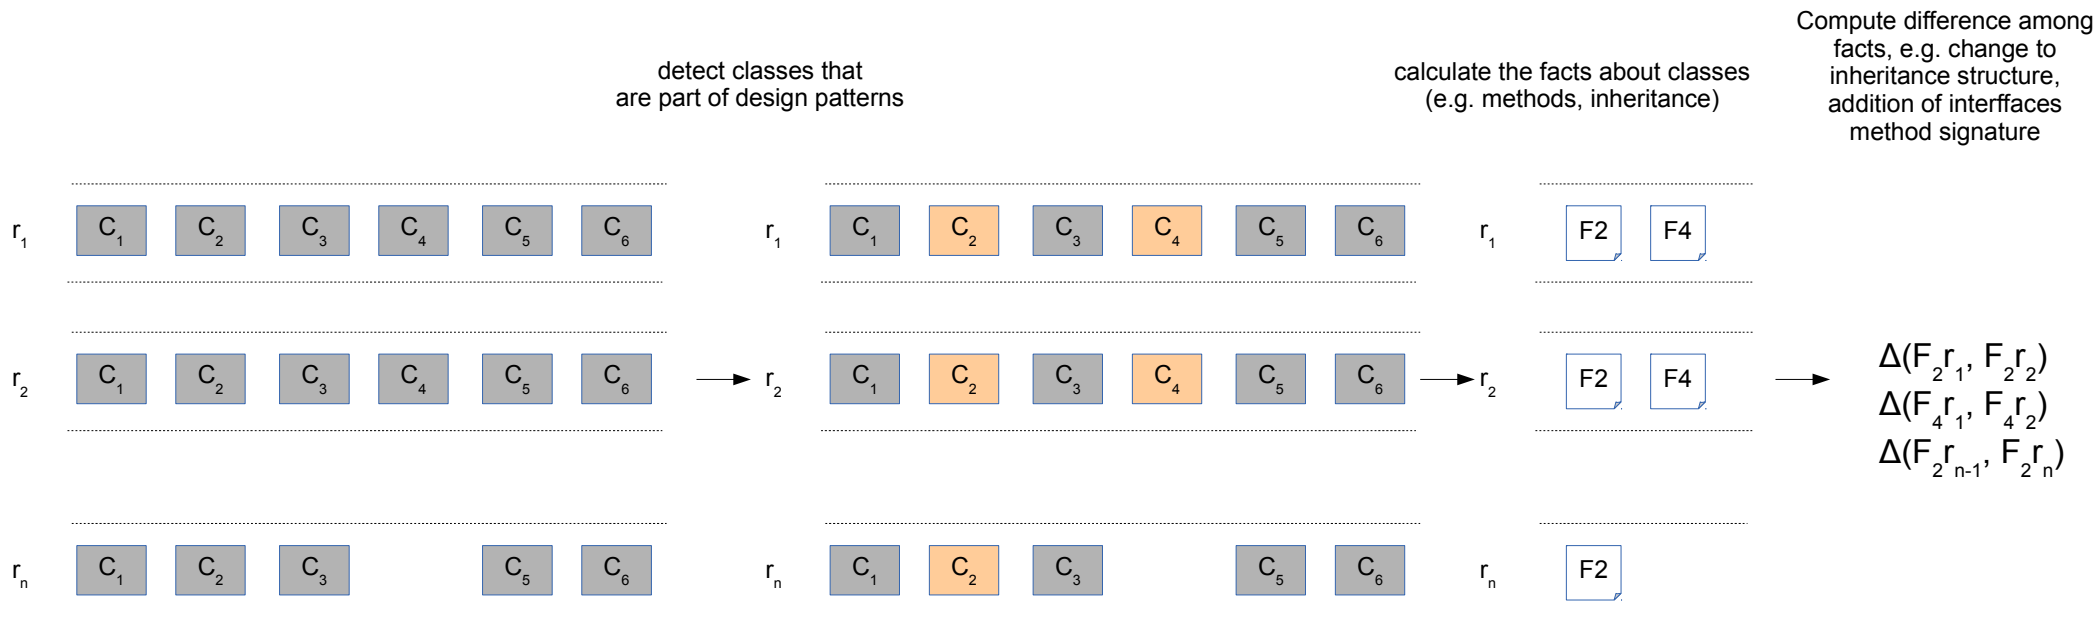 detect classes that
are part of design patterns
calculate the facts about classes
(e.g. methods, inheritance)
Compute difference among
facts, e.g. change to
inheritance structure,
addition of interffaces
method signature
r1 C1 C2 C3 C4 C5 C6 r1 C1 C2 C3 C4 C5 C6 r1 F2 F4
r2 C1 C2 C3 C4 C5 C6 r2 C1 C2 C3 C4 C5 C6 r2 F2 F4
Δ(F2r1, F2r2)
Δ(F4r1, F4r2)
Δ(F2rn-1, F2rn)
rn C1 C2 C3 C5 C6 rn C1 C2 C3 C5 C6 rn F2